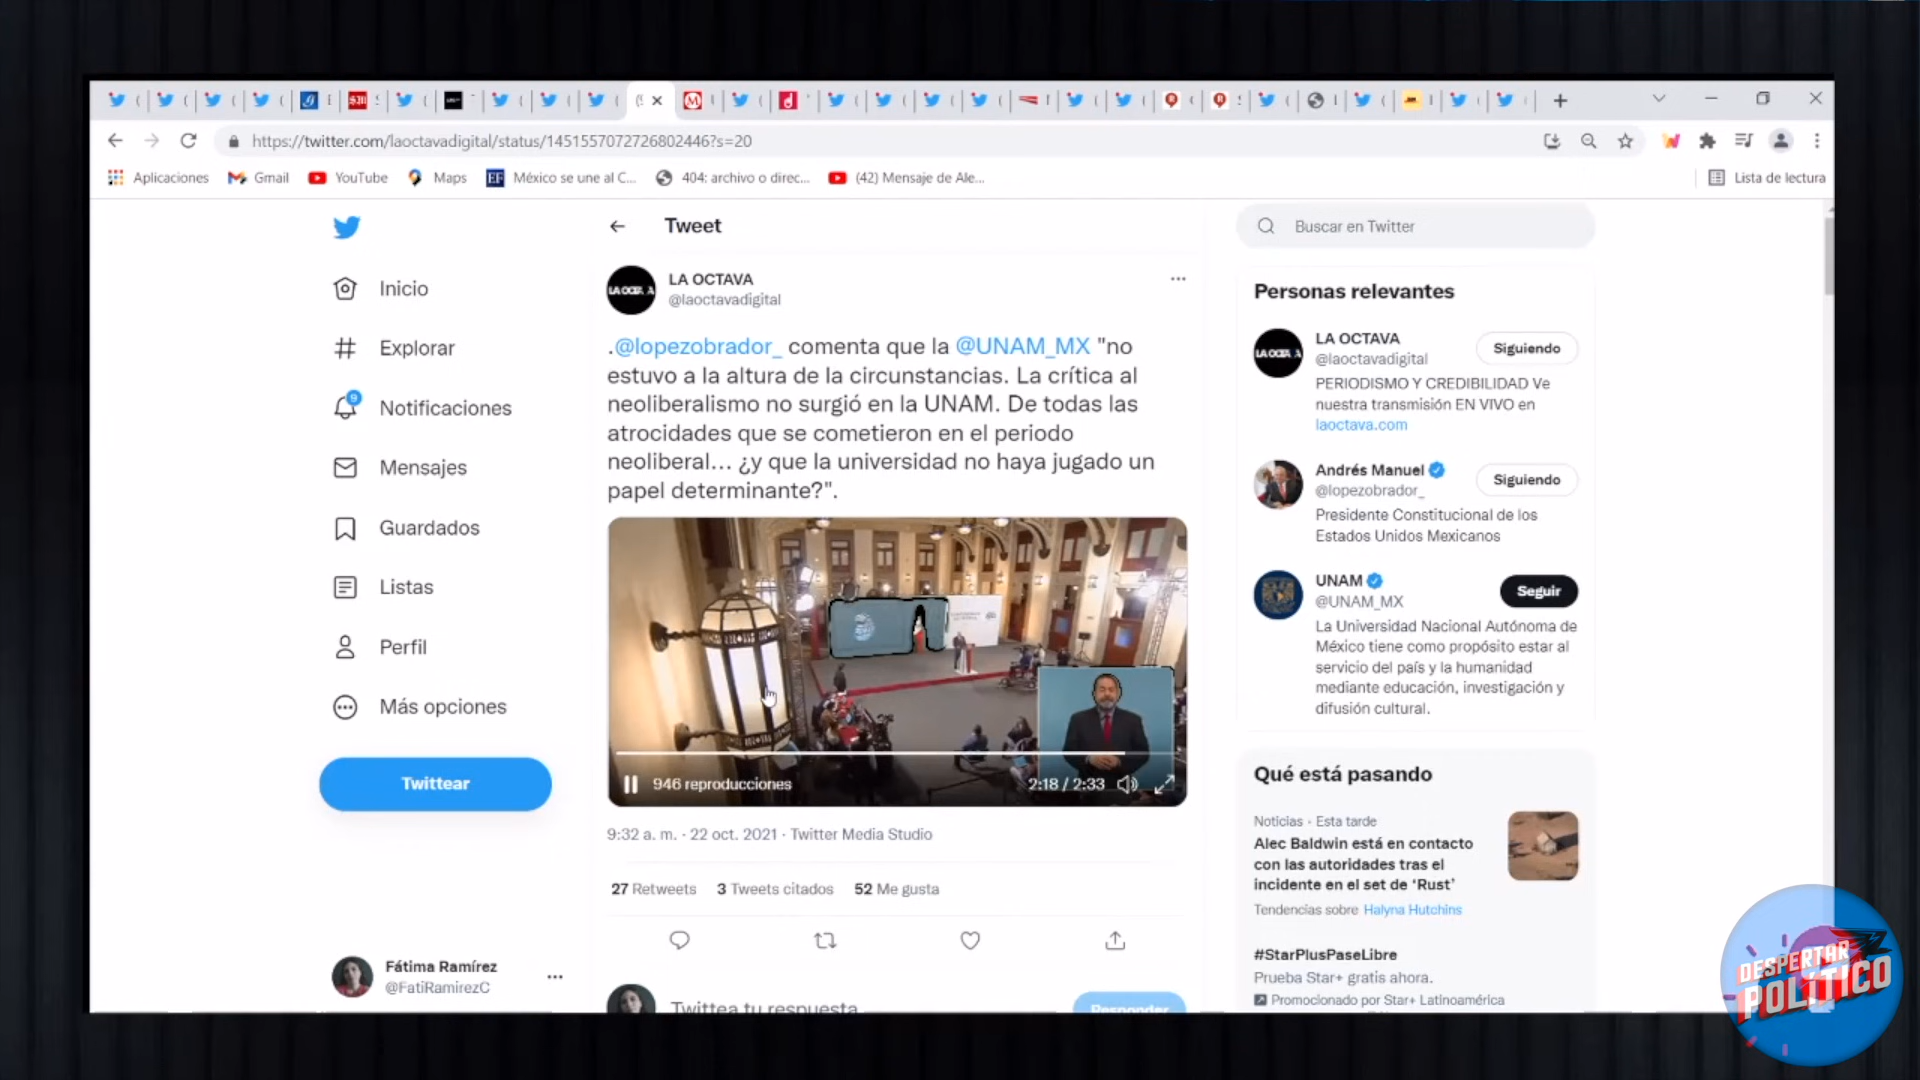 https://twitter.com/laoctavadigital/status/1451557072726802446?s=20
Aplicaciones
Gmail
YouTube
Maps
EF
México se une al C...
404: archivo o direc...
(42) Mensaje de Ale...
Lista de lectura
Inicio
Explorar
9
Notificaciones
Mensajes
Guardados
Listas
Perfil
Más opciones
Twittear
Fátima Ramírez
@FatiRamirezC
Tweet
LA OCTAVA
@laoctavadigital
.@lopezobrador_ comenta que la @UNAM_MX "no
estuvo a la altura de la circunstancias. La crítica al
neoliberalismo no surgió en la UNAM. De todas las
atrocidades que se cometieron en el periodo
neoliberal... ¿y que la universidad no haya jugado un
papel determinante?".
946 reproducciones
2:18 / 2:33
9:32 a. m. · 22 oct. 2021 · Twitter Media Studio
27 Retweets 3 Tweets citados 52 Me gusta
Twittea tu respuesta
Responder
Buscar en Twitter
Personas relevantes
LA OCTAVA
@laoctavadigital
Siguiendo
PERIODISMO Y CREDIBILIDAD Ve
nuestra transmisión EN VIVO en
laoctava.com
Andrés Manuel
@lopezobrador_
Siguiendo
Presidente Constitucional de los
Estados Unidos Mexicanos
UNAM
@UNAM_MX
Seguir
La Universidad Nacional Autónoma de
México tiene como propósito estar al
servicio del país y la humanidad
mediante educación, investigación y
difusión cultural.
Qué está pasando
Noticias · Esta tarde
Alec Baldwin está en contacto
con las autoridades tras el
incidente en el set de ‘Rust’
Tendencias sobre Halyna Hutchins
#StarPlusPaseLibre
Prueba Star+ gratis ahora.
Promocionado por Star+ Latinoamérica
DESPERTAR
POLÍTICO